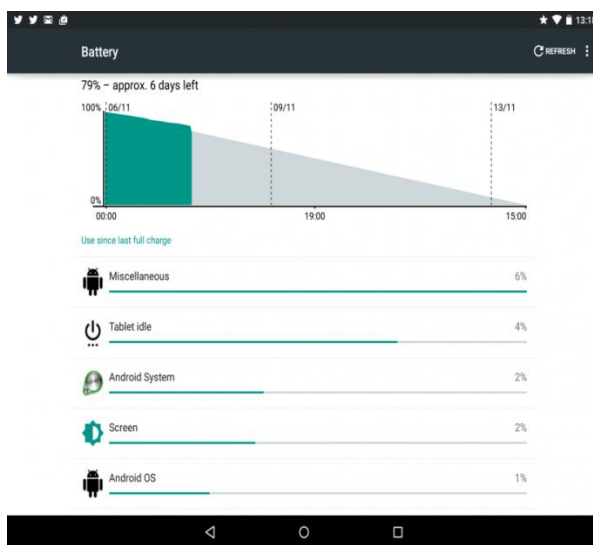 13:18
Battery
REFRESH
79% – approx. 6 days left
100%
06/11
09/11
13/11
0%
00:00
19:00
15:00
Use since last full charge
Miscellaneous
6%
Tablet idle
4%
Android System
2%
Screen
2%
Android OS
1%